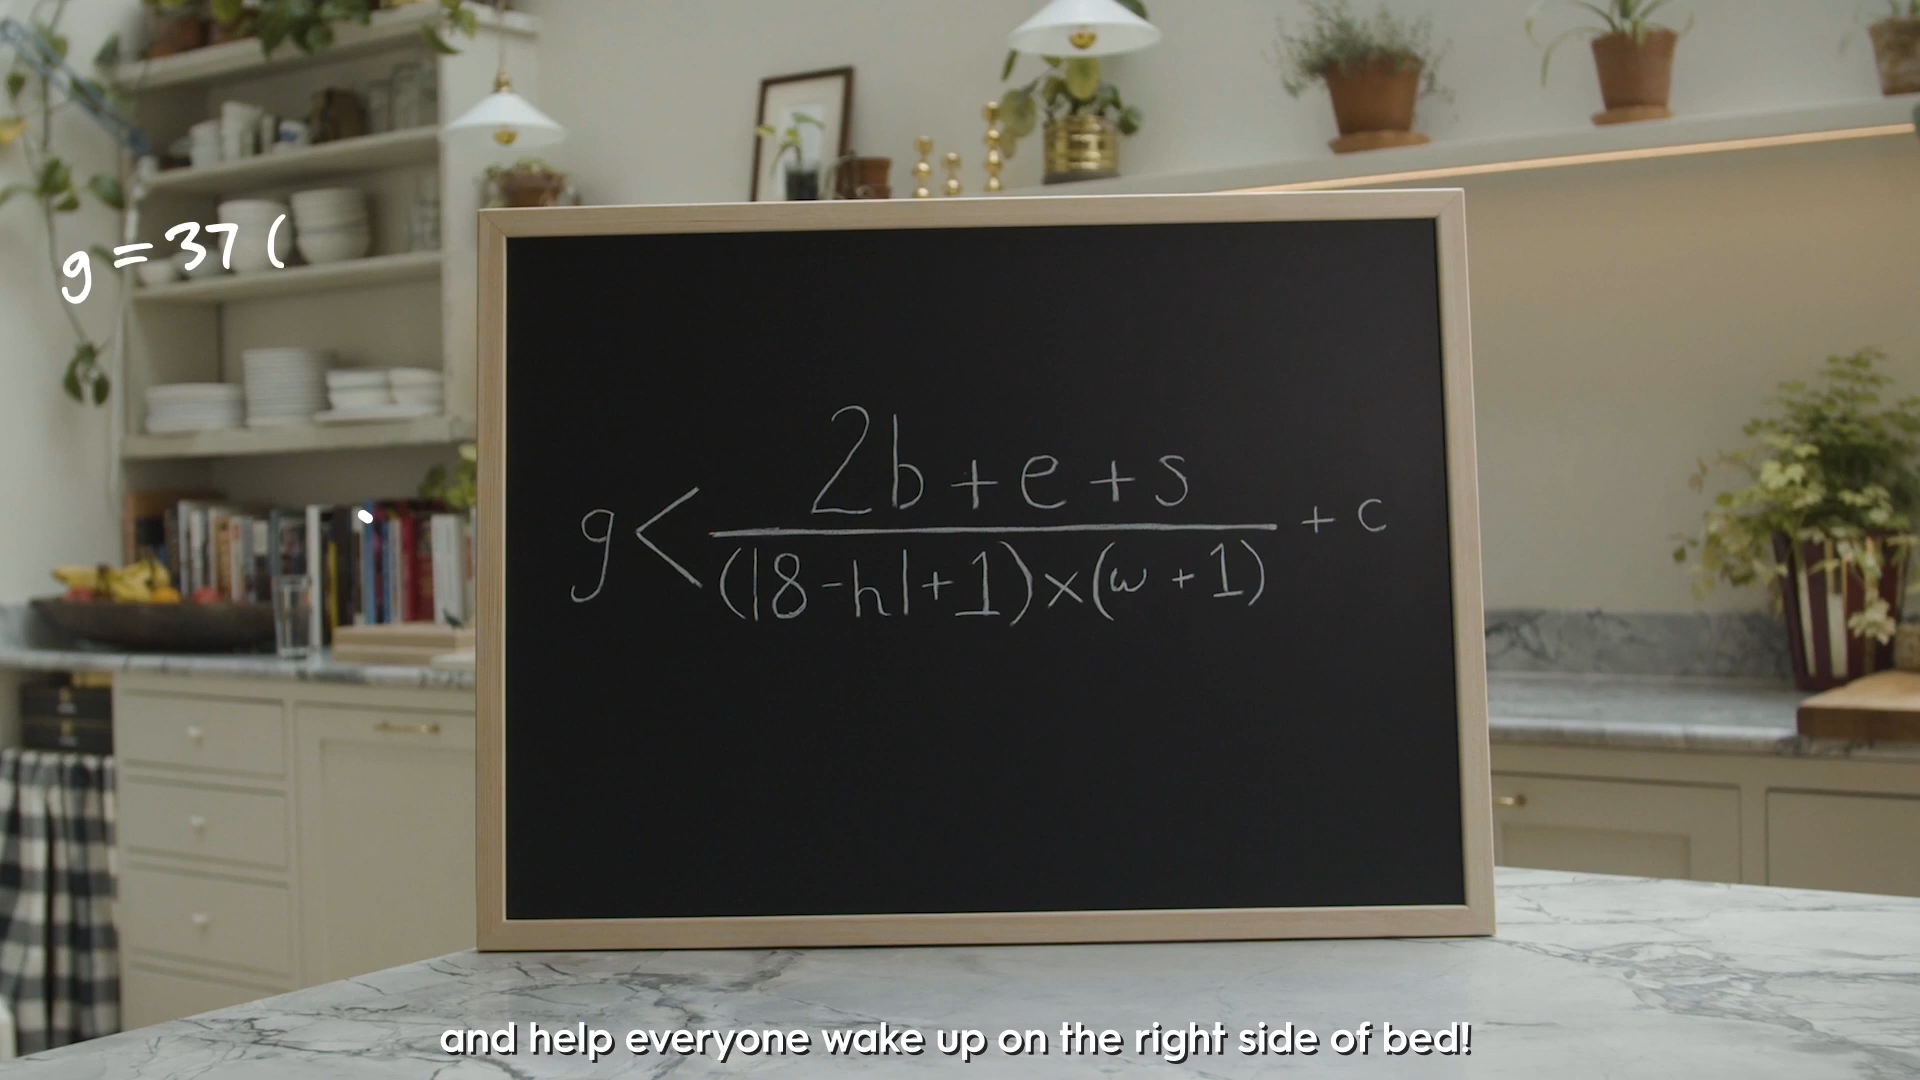 g = 37 (
g < (2b + e + s) / ((|8 - h| + 1) x (w + 1)) + c
and help everyone wake up on the right side of bed!